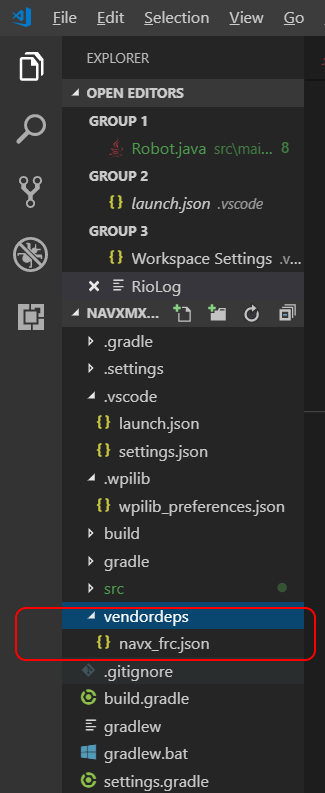 File Edit Selection View Go
EXPLORER
OPEN EDITORS
GROUP 1
Robot.java src\mai... 8
GROUP 2
launch.json .vscode
GROUP 3
Workspace Settings .v...
RioLog
NAVXMX...
.gradle
.settings
.vscode
launch.json
settings.json
.wpilib
wpilib_preferences.json
build
gradle
src
vendordeps
navx_frc.json
.gitignore
build.gradle
gradlew
gradlew.bat
settings.gradle